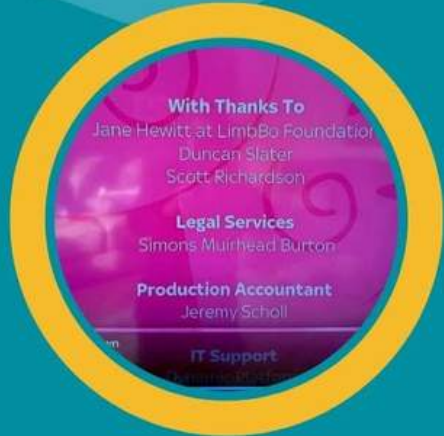 With Thanks To
Jane Hewitt at LimbBo Foundation
Duncan Slater
Scott Richardson
Legal Services
Simons Muirhead Burton
Production Accountant
Jeremy Scholl
IT Support